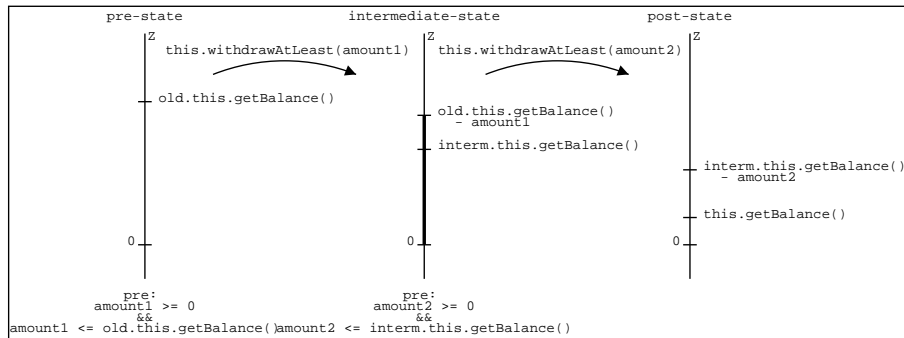 pre-state intermediate-state post-state
Z Z Z
this.withdrawAtLeast(amount1) this.withdrawAtLeast(amount2)
old.this.getBalance()
old.this.getBalance()
- amount1
interm.this.getBalance()
interm.this.getBalance()
- amount2
this.getBalance()
0 0 0
pre: pre:
amount1 >= 0 amount2 >= 0
&& &&
amount1 <= old.this.getBalance() amount2 <= interm.this.getBalance()